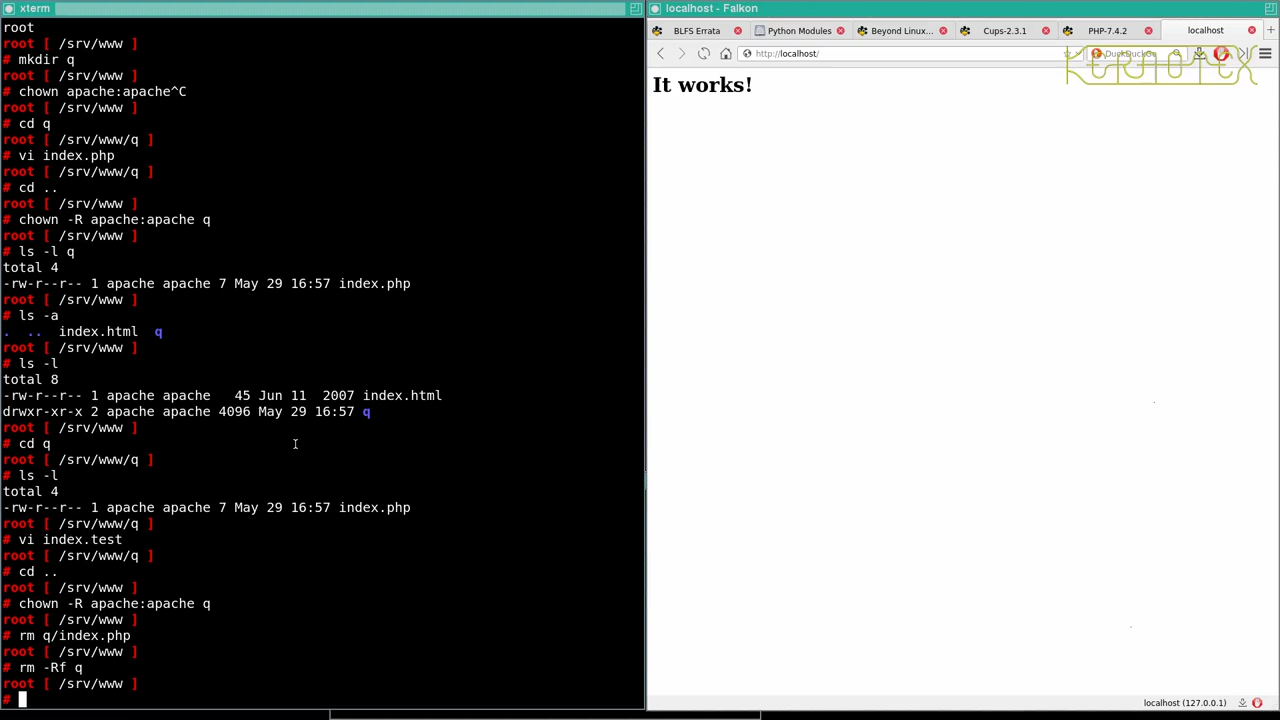 xterm
root
root [ /srv/www ]
# mkdir q
root [ /srv/www ]
# chown apache:apache^C
root [ /srv/www ]
# cd q
root [ /srv/www/q ]
# vi index.php
root [ /srv/www/q ]
# cd ..
root [ /srv/www ]
# chown -R apache:apache q
root [ /srv/www ]
# ls -l q
total 4
-rw-r--r-- 1 apache apache 7 May 29 16:57 index.php
root [ /srv/www ]
# ls -a
.  ..  index.html  q
root [ /srv/www ]
# ls -l
total 8
-rw-r--r-- 1 apache apache   45 Jun 11  2007 index.html
drwxr-xr-x 2 apache apache 4096 May 29 16:57 q
root [ /srv/www ]
# cd q
root [ /srv/www/q ]
# ls -l
total 4
-rw-r--r-- 1 apache apache 7 May 29 16:57 index.php
root [ /srv/www/q ]
# vi index.test
root [ /srv/www/q ]
# cd ..
root [ /srv/www ]
# chown -R apache:apache q
root [ /srv/www ]
# rm q/index.php
root [ /srv/www ]
# rm -Rf q
root [ /srv/www ]
#
localhost - Falkon
BLFS Errata
Python Modules
Beyond Linux...
Cups-2.3.1
PHP-7.4.2
localhost
http://localhost/
DuckDuckGo
It works!
localhost (127.0.0.1)